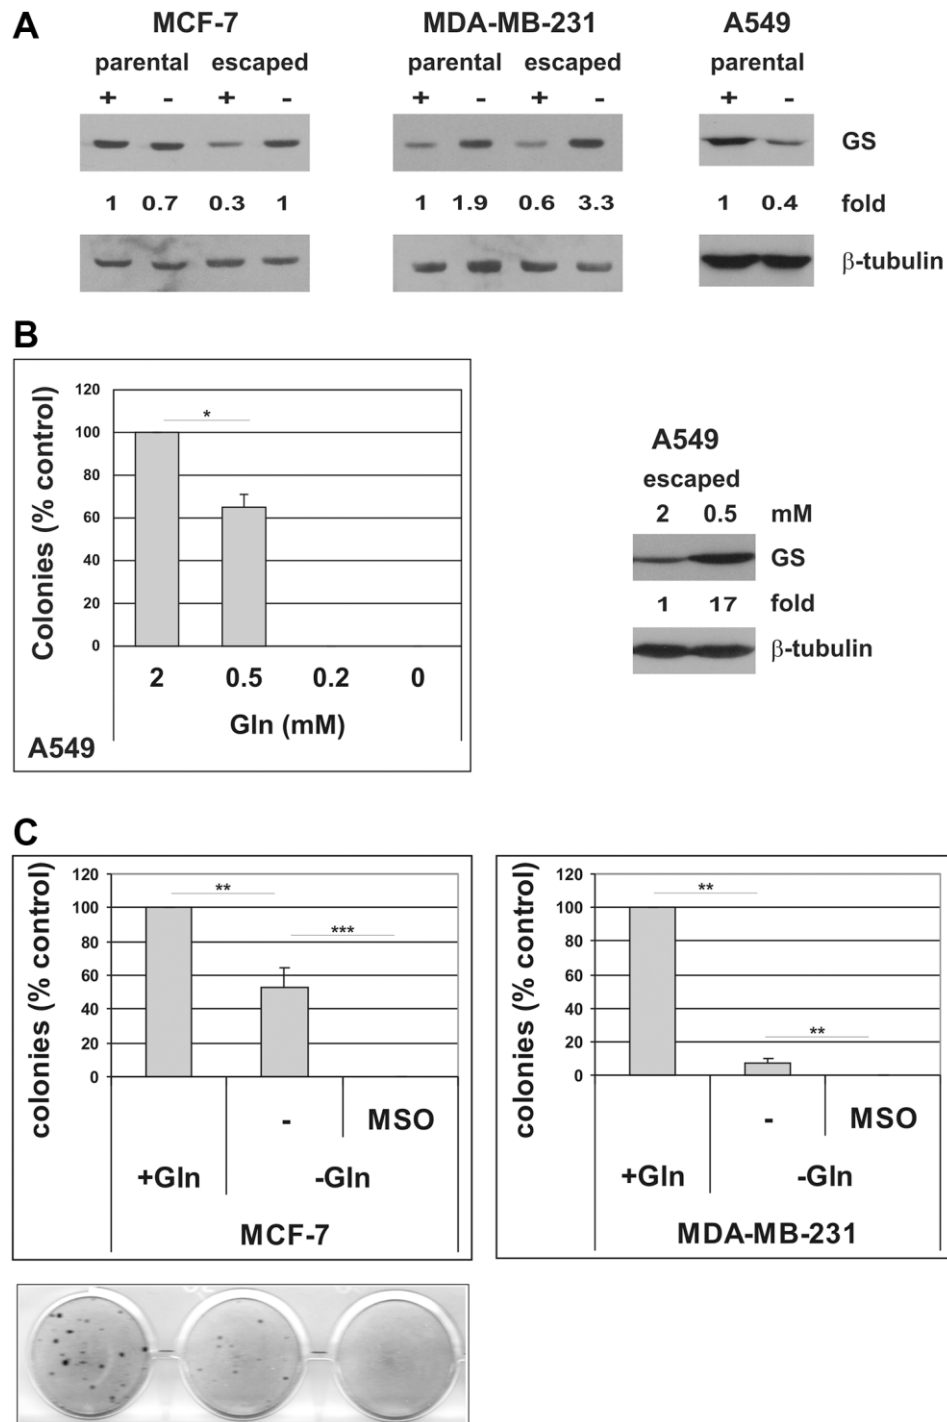 A
MCF-7 MDA-MB-231 A549
parental escaped parental escaped parental
+ - + - + - + - + -
GS
1 0.7 0.3 1 1 1.9 0.6 3.3 1 0.4 fold
β-tubulin
B
Colonies (% control)
120
100
80
60
40
20
0
*
2 0.5 0.2 0
Gln (mM)
A549
A549
escaped
2 0.5 mM
GS
1 17 fold
β-tubulin
C
colonies (% control)
120
100
80
60
40
20
0
**
***
- MSO
+Gln -Gln
MCF-7
colonies (% control)
120
100
80
60
40
20
0
**
**
- MSO
+Gln -Gln
MDA-MB-231